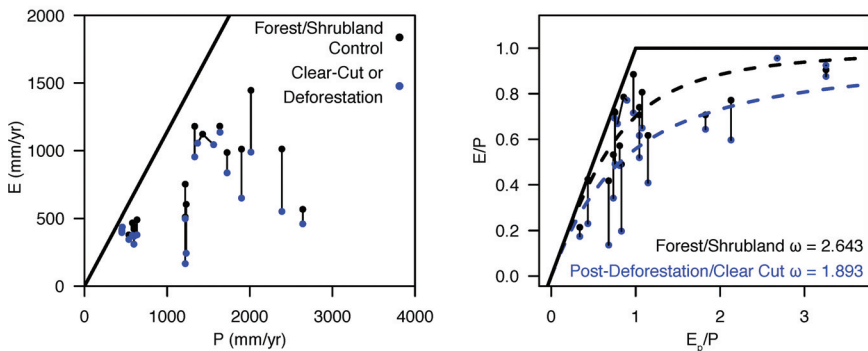 2000
1500
1000
500
0
E (mm/yr)
0
1000
2000
3000
4000
P (mm/yr)
Forest/Shrubland
Control
Clear-Cut or
Deforestation
1.0
0.8
0.6
0.4
0.2
0.0
E/P
0
1
2
3
Eₚ/P
Forest/Shrubland ω = 2.643
Post-Deforestation/Clear Cut ω = 1.893